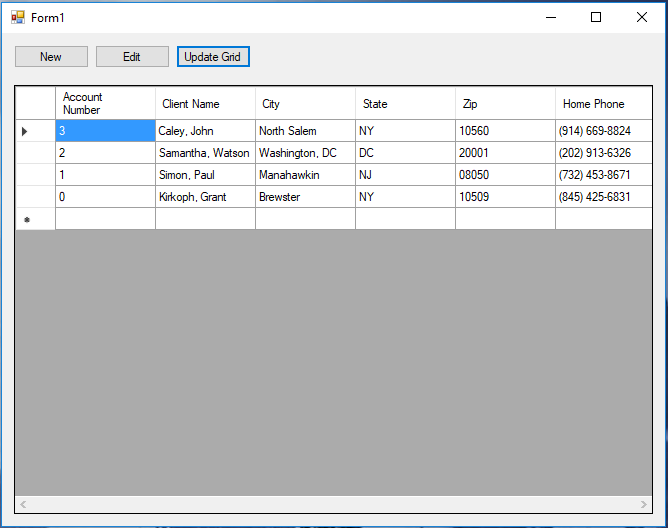 Form1
New Edit Update Grid
Account Number Client Name City State Zip Home Phone
3 Caley, John North Salem NY 10560 (914) 669-8824
2 Samantha, Watson Washington, DC DC 20001 (202) 913-6326
1 Simon, Paul Manahawkin NJ 08050 (732) 453-8671
0 Kirkoph, Grant Brewster NY 10509 (845) 425-6831